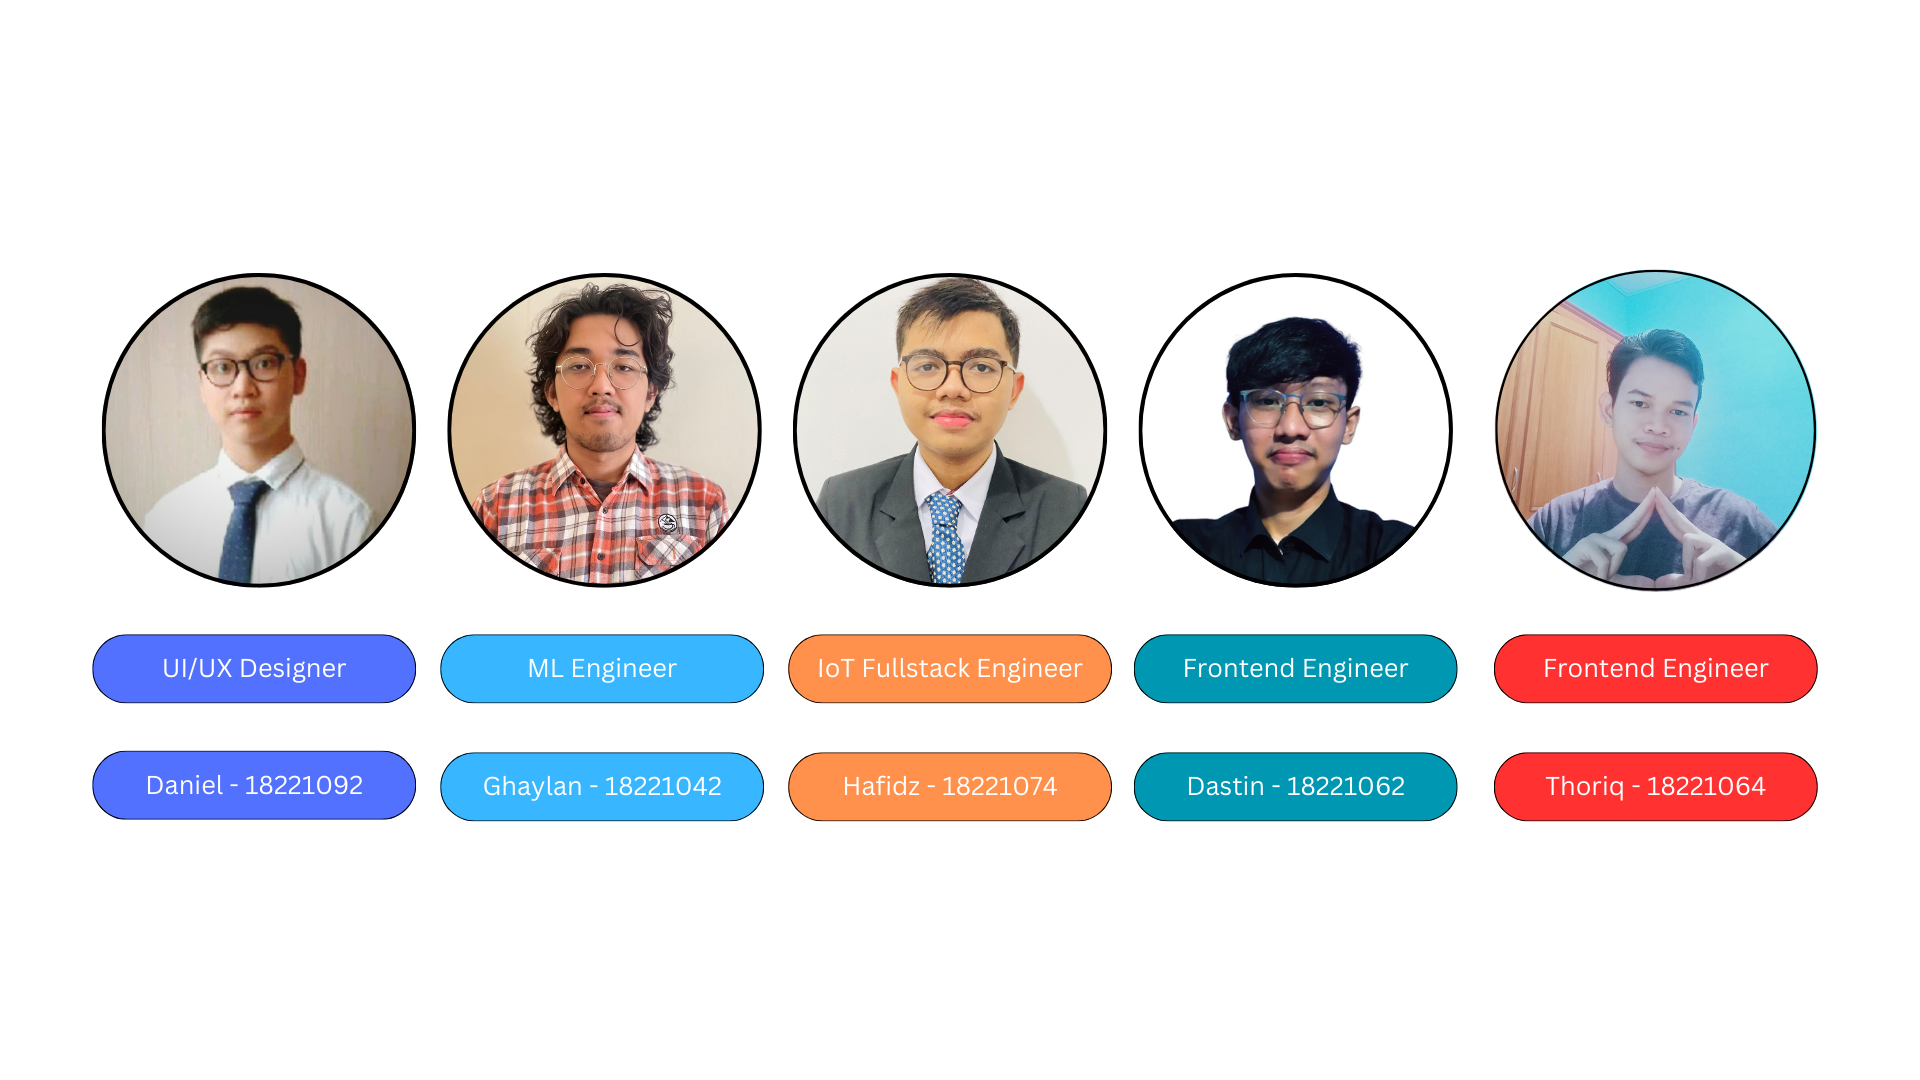 UI/UX Designer
ML Engineer
IoT Fullstack Engineer
Frontend Engineer
Frontend Engineer
Daniel - 18221092
Ghaylan - 18221042
Hafidz - 18221074
Dastin - 18221062
Thoriq - 18221064